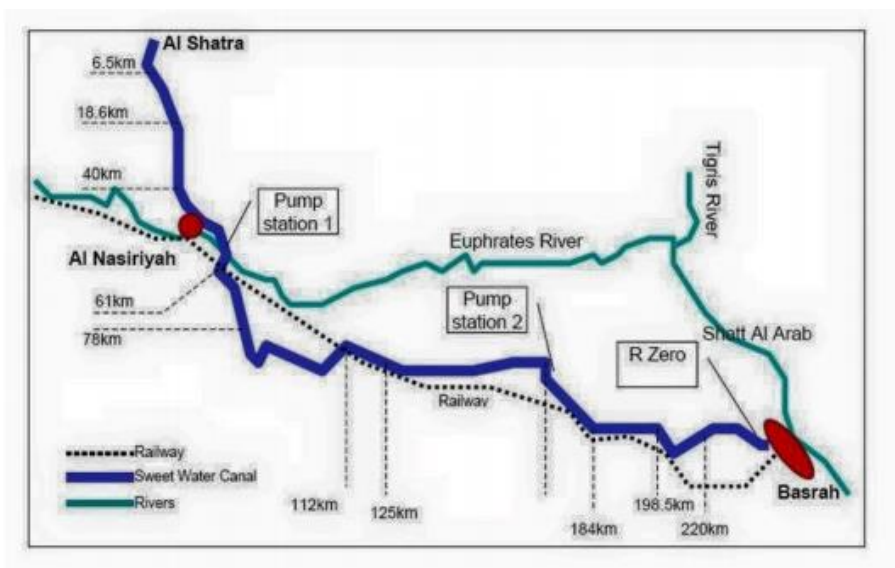 Al Shatra
6.5km
18.6km
40km
Pump
station 1
Tigris River
Al Nasiriyah
Euphrates River
61km
Pump
station 2
78km
Shatt Al Arab
R Zero
Railway
Railway
Sweet Water Canal
Rivers
112km
125km
184km
198.5km
220km
Basrah